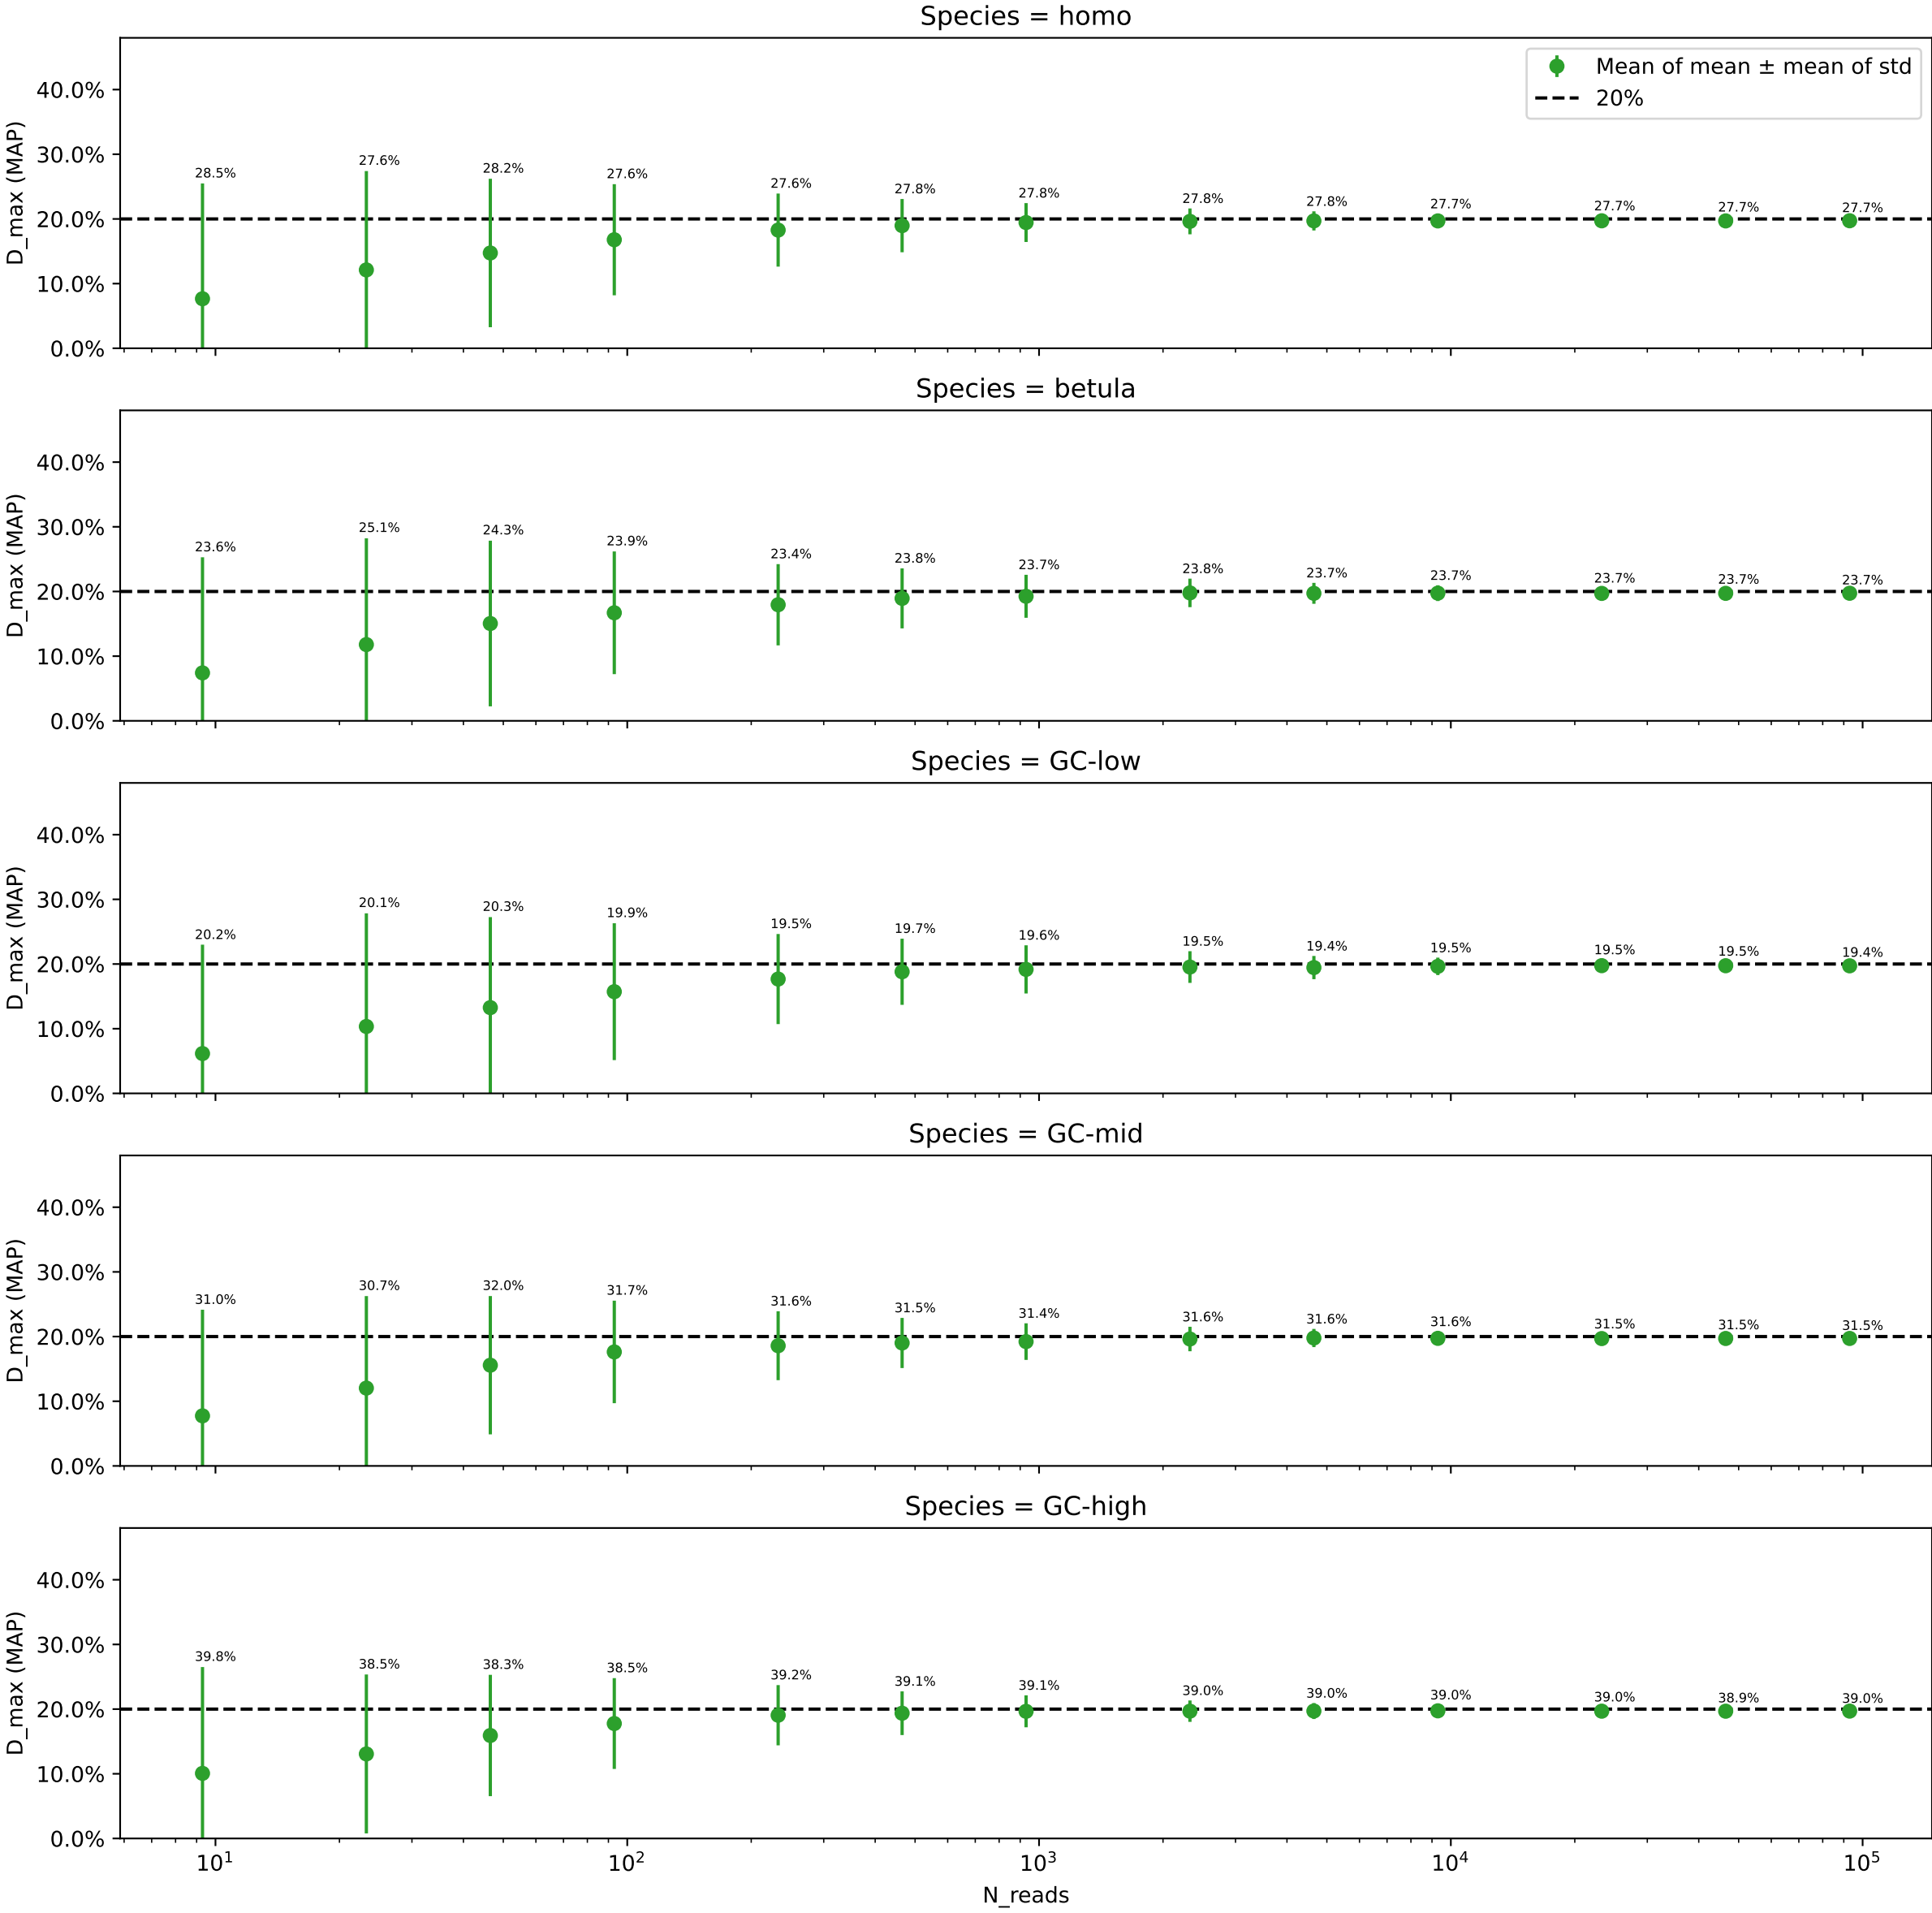 Species = homo
Mean of mean ± mean of std
20%
D_max (MAP)
40.0%
30.0%
20.0%
10.0%
0.0%
28.5% 27.6% 28.2% 27.6% 27.6% 27.8% 27.8% 27.8% 27.8% 27.7% 27.7% 27.7% 27.7%
Species = betula
D_max (MAP)
40.0%
30.0%
20.0%
10.0%
0.0%
23.6% 25.1% 24.3% 23.9% 23.4% 23.8% 23.7% 23.8% 23.7% 23.7% 23.7% 23.7% 23.7%
Species = GC-low
D_max (MAP)
40.0%
30.0%
20.0%
10.0%
0.0%
20.2% 20.1% 20.3% 19.9% 19.5% 19.7% 19.6% 19.5% 19.4% 19.5% 19.5% 19.5% 19.4%
Species = GC-mid
D_max (MAP)
40.0%
30.0%
20.0%
10.0%
0.0%
31.0% 30.7% 32.0% 31.7% 31.6% 31.5% 31.4% 31.6% 31.6% 31.6% 31.5% 31.5% 31.5%
Species = GC-high
D_max (MAP)
40.0%
30.0%
20.0%
10.0%
0.0%
39.8% 38.5% 38.3% 38.5% 39.2% 39.1% 39.1% 39.0% 39.0% 39.0% 39.0% 38.9% 39.0%
10¹ 10² 10³ 10⁴ 10⁵
N_reads